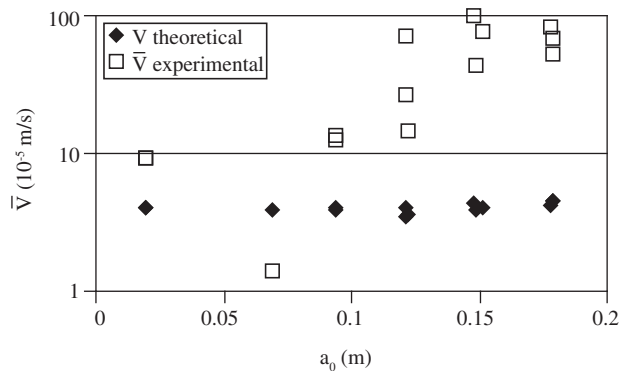 100
V theoretical
V̅ experimental
10
V̅ (10⁻⁵ m/s)
1
0 0.05 0.1 0.15 0.2
a₀ (m)